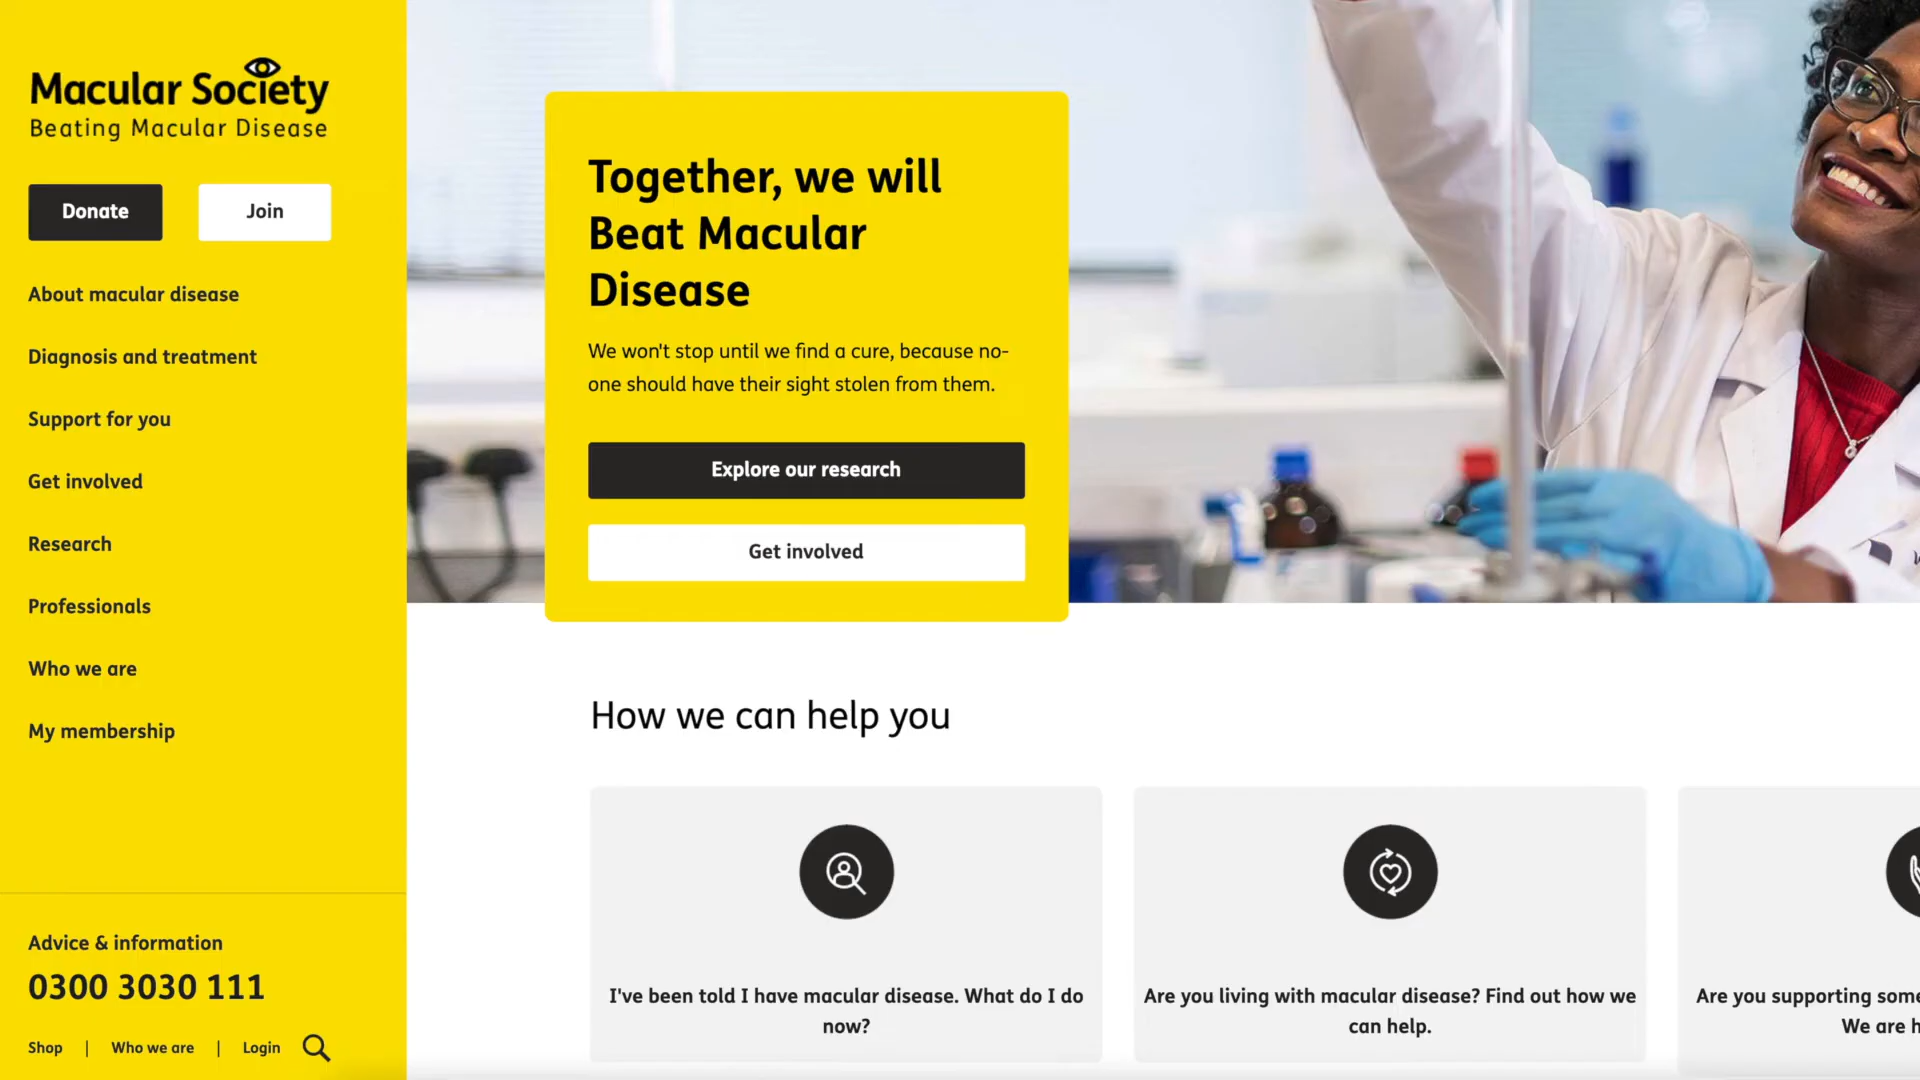 Macular Society
Beating Macular Disease
Donate
Join
About macular disease
Diagnosis and treatment
Support for you
Get involved
Research
Professionals
Who we are
My membership
Advice & information
0300 3030 111
Shop | Who we are | Login
Together, we will
Beat Macular
Disease
We won't stop until we find a cure, because no-
one should have their sight stolen from them.
Explore our research
Get involved
How we can help you
I've been told I have macular disease. What do I do
now?
Are you living with macular disease? Find out how we
can help.
Are you supporting
We are